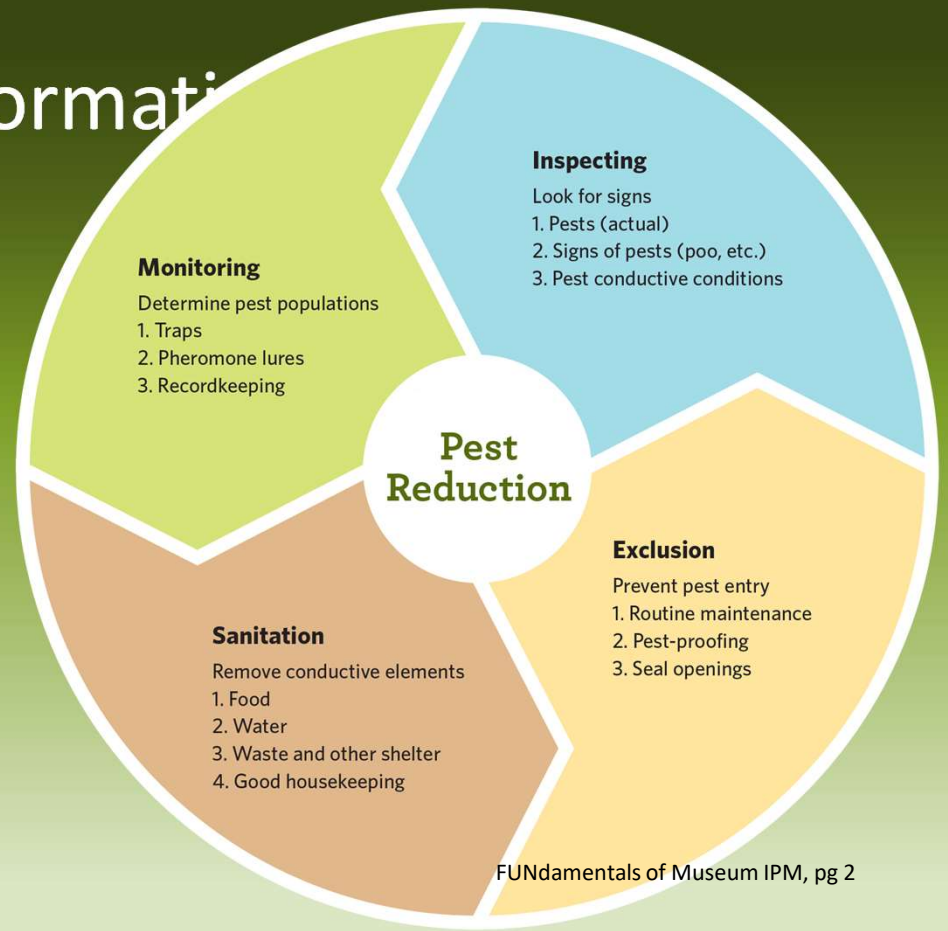 Inspecting
Look for signs
1. Pests (actual)
2. Signs of pests (poo, etc.)
3. Pest conductive conditions
Exclusion
Prevent pest entry
1. Routine maintenance
2. Pest-proofing
3. Seal openings
Sanitation
Remove conductive elements
1. Food
2. Water
3. Waste and other shelter
4. Good housekeeping
Monitoring
Determine pest populations
1. Traps
2. Pheromone lures
3. Recordkeeping
Pest
Reduction
FUNdamentals of Museum IPM, pg 2